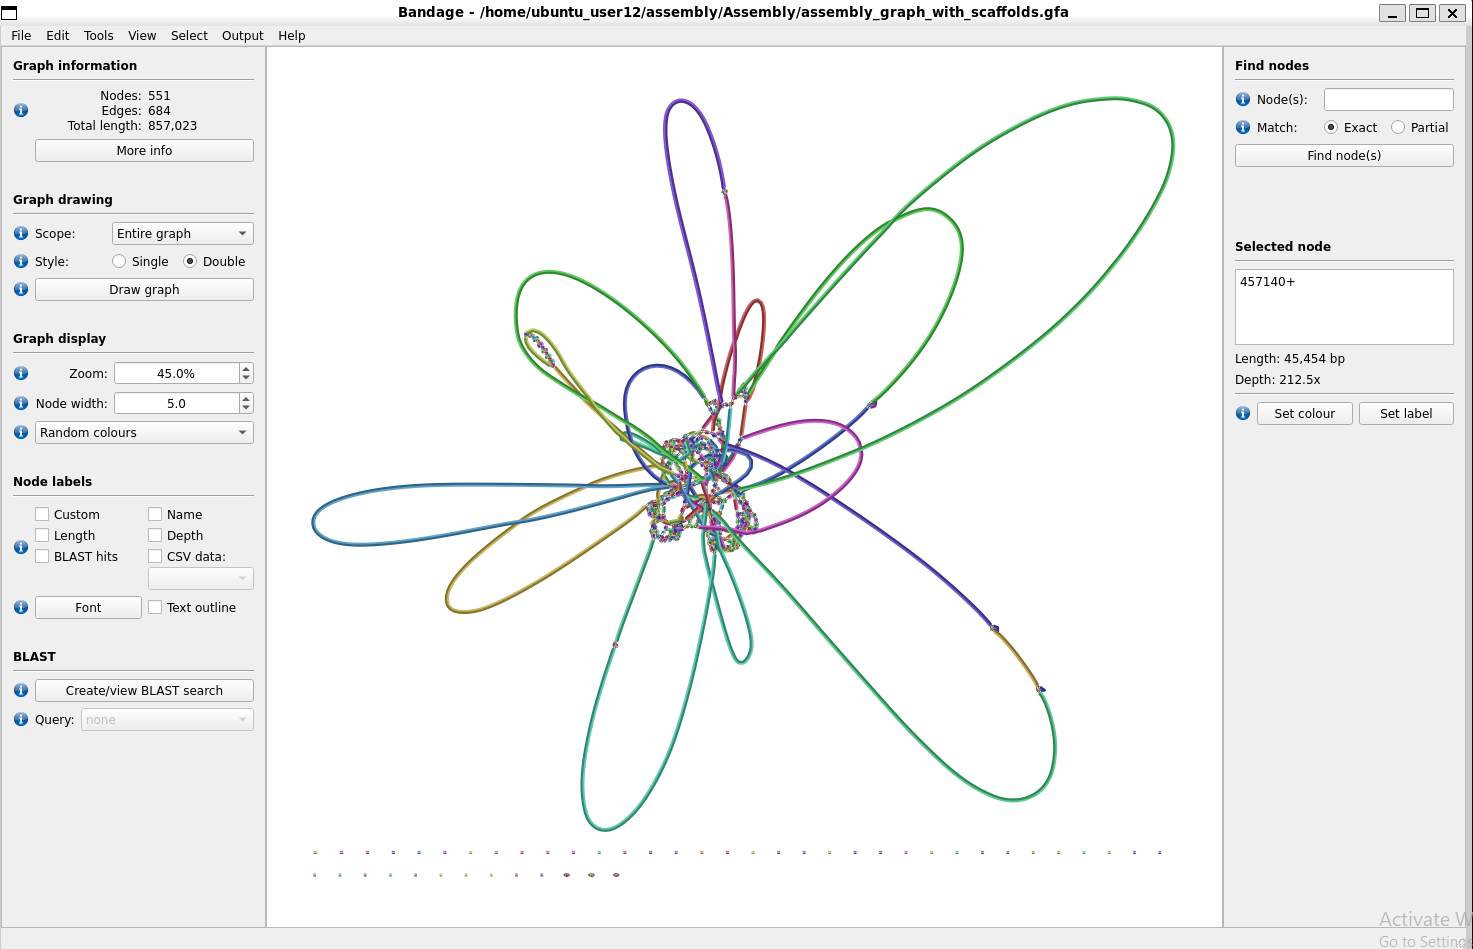 Bandage - /home/ubuntu_user12/assembly/Assembly/assembly_graph_with_scaffolds.gfa
File Edit Tools View Select Output Help
Graph information
Nodes: 551
Edges: 684
Total length: 857,023
More info
Graph drawing
Scope: Entire graph
Style: Single Double
Draw graph
Graph display
Zoom: 45.0%
Node width: 5.0
Random colours
Node labels
Custom Name
Length Depth
BLAST hits CSV data:
Font Text outline
BLAST
Create/view BLAST search
Query: none
Find nodes
Node(s):
Match: Exact Partial
Find node(s)
Selected node
457140+
Length: 45,454 bp
Depth: 212.5x
Set colour Set label
Activate W
Go to Setting